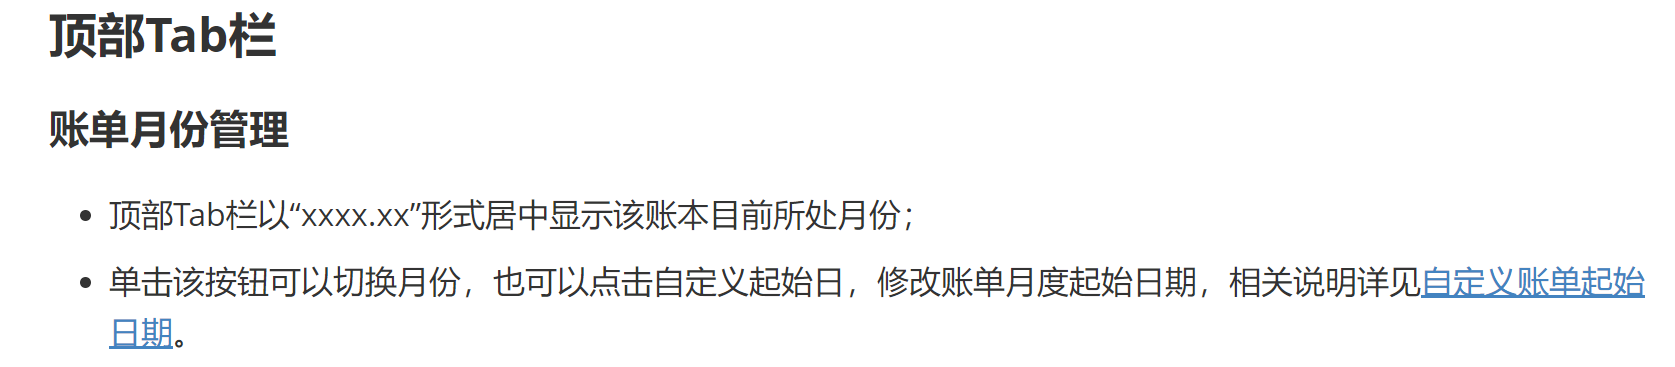 顶部Tab栏
账单月份管理
顶部Tab栏以“xxxx.xx”形式居中显示该账本目前所处月份；
单击该按钮可以切换月份，也可以点击自定义起始日，修改账单月度起始日期，相关说明详见自定义账单起始
日期。